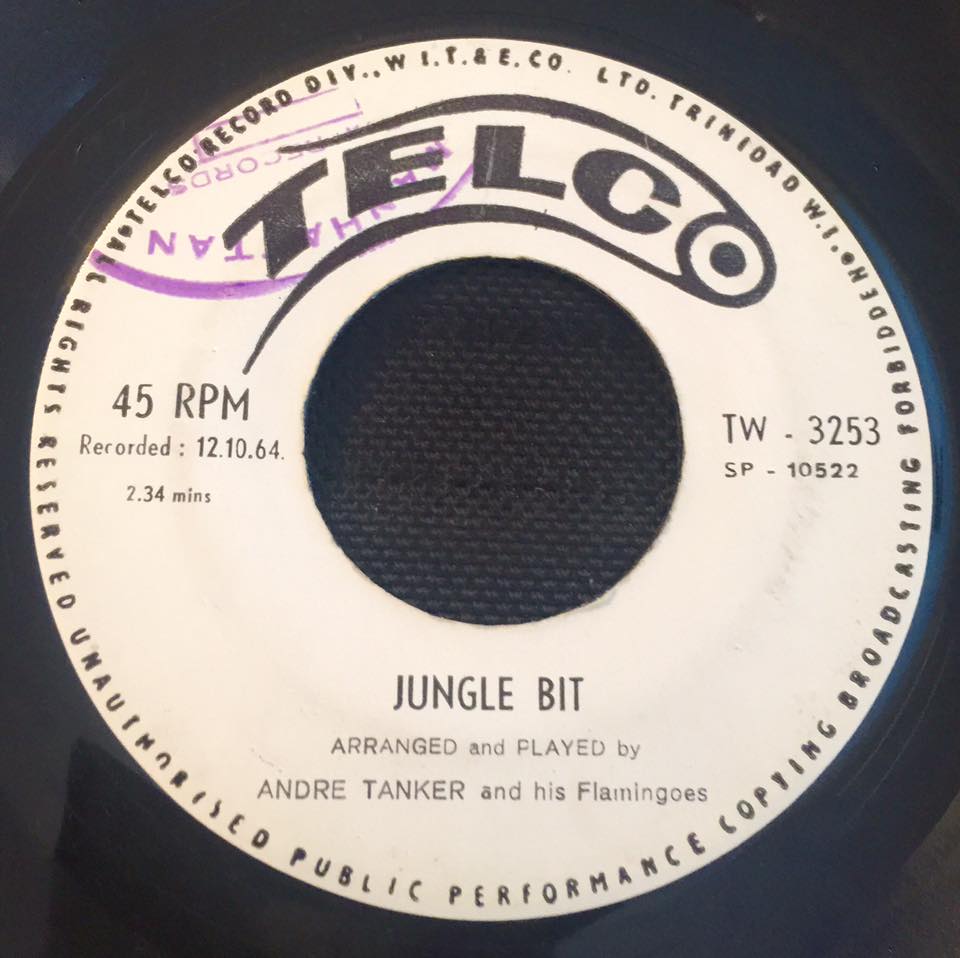 TELCO RECORD DIV., W I.T. & E. CO. LTD. TRINIDAD W.I. FORBIDDEN
ALL RIGHTS RESERVED UNAUTHORISED PUBLIC PERFORMANCE COPYING BROADCASTING
TELCO
RECORDS
45 RPM
Recorded : 12.10.64.
2.34 mins
TW - 3253
SP - 10522
JUNGLE BIT
ARRANGED and PLAYED by
ANDRE TANKER and his Flamingoes